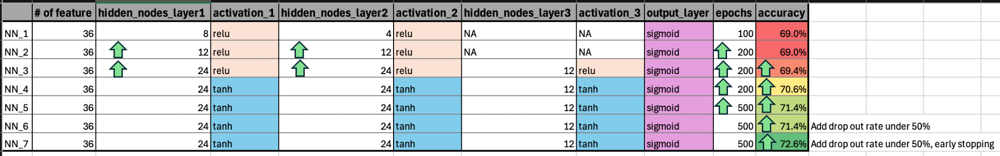 # of feature hidden_nodes_layer1 activation_1 hidden_nodes_layer2 activation_2 hidden_nodes_layer3 activation_3 output_layer epochs accuracy
NN_1 36 8 relu 4 relu NA NA sigmoid 100 69.0%
NN_2 36 12 relu 12 relu NA NA sigmoid 200 69.0%
NN_3 36 24 relu 24 relu 12 relu sigmoid 200 69.4%
NN_4 36 24 tanh 24 tanh 12 tanh sigmoid 200 70.6%
NN_5 36 24 tanh 24 tanh 12 tanh sigmoid 500 71.4%
NN_6 36 24 tanh 24 tanh 12 tanh sigmoid 500 71.4% Add drop out rate under 50%
NN_7 36 24 tanh 24 tanh 12 tanh sigmoid 500 72.6% Add drop out rate under 50%, early stopping